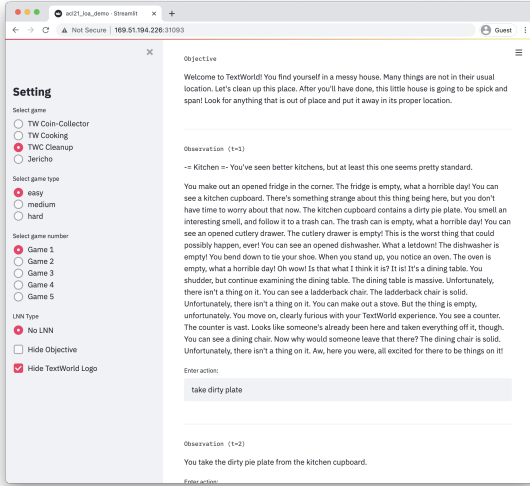 acl21_loa_demo · Streamlit
Guest
Not Secure | 169.51.194.226:31093
Setting
Select game
TW Coin-Collector
TW Cooking
TWC Cleanup
Jericho
Select game type
easy
medium
hard
Select game number
Game 1
Game 2
Game 3
Game 4
Game 5
LNN Type
No LNN
Hide Objective
Hide TextWorld Logo
Objective
Welcome to TextWorld! You find yourself in a messy house. Many things are not in their usual
location. Let's clean up this place. After you'll have done, this little house is going to be spick and
span! Look for anything that is out of place and put it away in its proper location.
Observation (t=1)
-= Kitchen =- You've seen better kitchens, but at least this one seems pretty standard.
You make out an opened fridge in the corner. The fridge is empty, what a horrible day! You can
see a kitchen cupboard. There's something strange about this thing being here, but you don't
have time to worry about that now. The kitchen cupboard contains a dirty pie plate. You smell an
interesting smell, and follow it to a trash can. The trash can is empty, what a horrible day! You can
see an opened cutlery drawer. The cutlery drawer is empty! This is the worst thing that could
possibly happen, ever! You can see an opened dishwasher. What a letdown! The dishwasher is
empty! You bend down to tie your shoe. When you stand up, you notice an oven. The oven is
empty, what a horrible day! Oh wow! Is that what I think it is? It is! It's a dining table. You
shudder, but continue examining the dining table. The dining table is massive. Unfortunately,
there isn't a thing on it. You can see a ladderback chair. The ladderback chair is solid.
Unfortunately, there isn't a thing on it. You can make out a stove. But the thing is empty,
unfortunately. You move on, clearly furious with your TextWorld experience. You see a counter.
The counter is vast. Looks like someone's already been here and taken everything off it, though.
You can see a dining chair. Now why would someone leave that there? The dining chair is solid.
Unfortunately, there isn't a thing on it. Aw, here you were, all excited for there to be things on it!
Enter action:
take dirty plate
Observation (t=2)
You take the dirty pie plate from the kitchen cupboard.
Enter action: